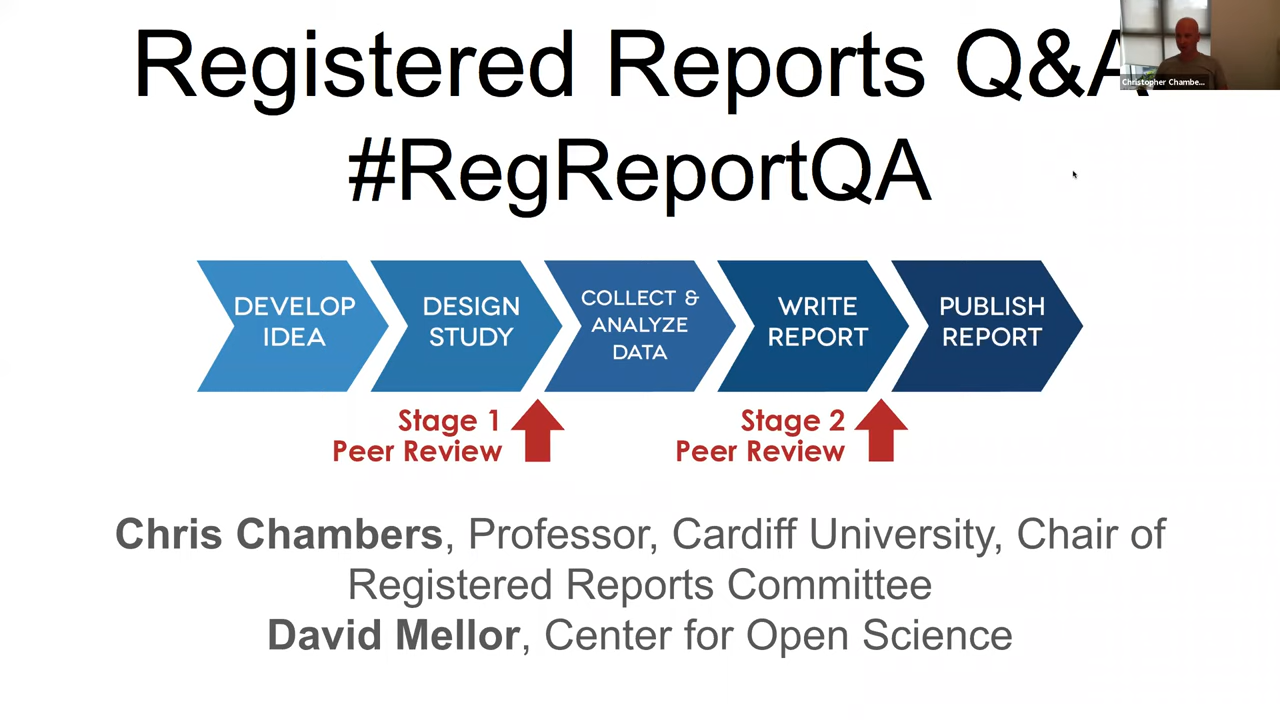 Registered Reports Q&A
Christopher Chambe...
#RegReportQA
DEVELOP
IDEA
DESIGN
STUDY
COLLECT &
ANALYZE
DATA
WRITE
REPORT
PUBLISH
REPORT
Stage 1
Peer Review
Stage 2
Peer Review
Chris Chambers, Professor, Cardiff University, Chair of
Registered Reports Committee
David Mellor, Center for Open Science